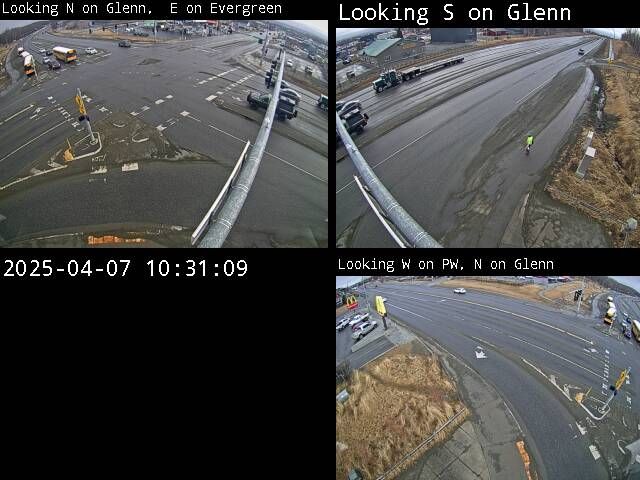 Looking N on Glenn,  E on Evergreen
Looking S on Glenn
2025-04-07 10:31:09
Looking W on PW, N on Glenn